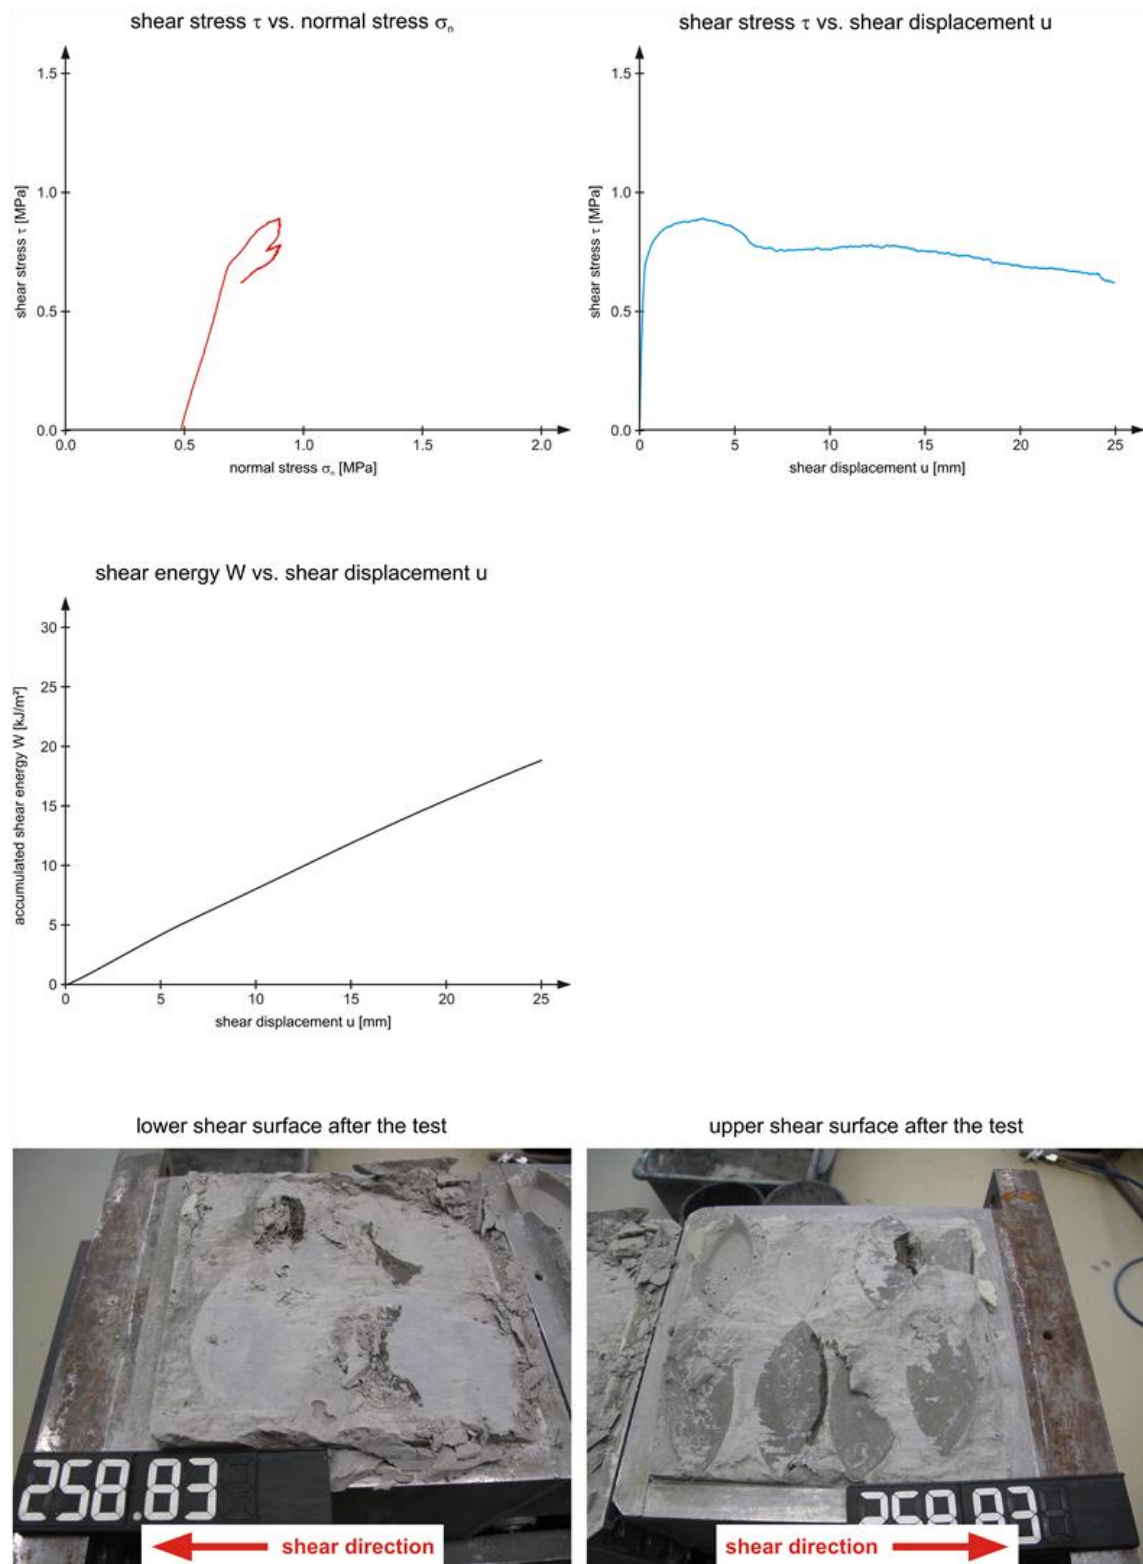 shear stress τ vs. normal stress σₙ
shear stress τ vs. shear displacement u
shear stress τ [MPa]
1.5
1.0
0.5
0.0
0.0
0.5
1.0
1.5
2.0
normal stress σₙ [MPa]
shear stress τ [MPa]
1.5
1.0
0.5
0.0
0
5
10
15
20
25
shear displacement u [mm]
shear energy W vs. shear displacement u
accumulated shear energy W [kJ/m²]
30
25
20
15
10
5
0
0
5
10
15
20
25
shear displacement u [mm]
lower shear surface after the test
upper shear surface after the test
258.83
shear direction
258.83
shear direction